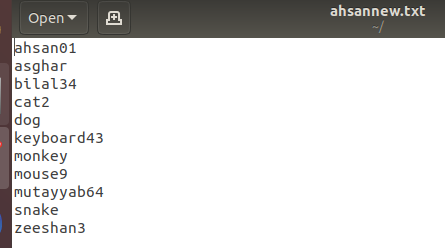 Open
ahsannew.txt
~/
ahsan01
asghar
bilal34
cat2
dog
keyboard43
monkey
mouse9
mutayyab64
snake
zeeshan3